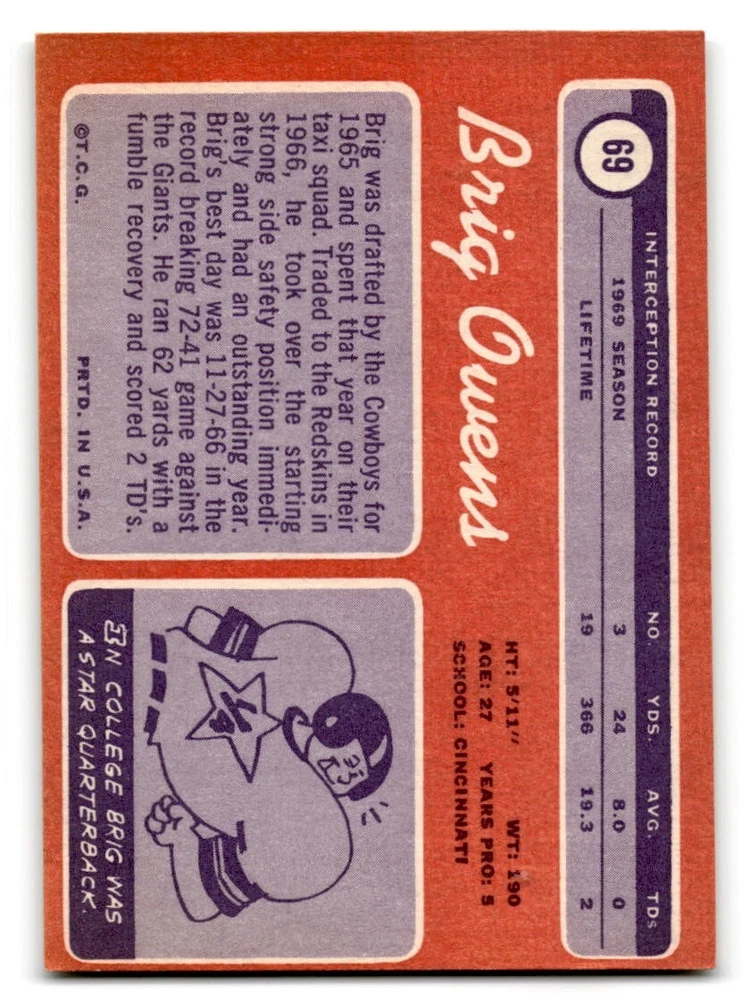 69
INTERCEPTION RECORD NO. YDS. AVG. TDs
1969 SEASON 3 24 8.0 0
LIFETIME 19 366 19.3 2
Brig Owens
HT: 5'11" WT: 190
AGE: 27 YEARS PRO: 5
SCHOOL: CINCINNATI
Brig was drafted by the Cowboys for
1965 and spent that year on their
taxi squad. Traded to the Redskins in
1966, he took over the starting
strong side safety position immedi-
ately and had an outstanding year.
Brig's best day was 11-27-66 in the
record breaking 72-41 game against
the Giants. He ran 62 yards with a
fumble recovery and scored 2 TD's.
©T.C.G. PRTD. IN U.S.A.
IN COLLEGE BRIG WAS
A STAR QUARTERBACK.